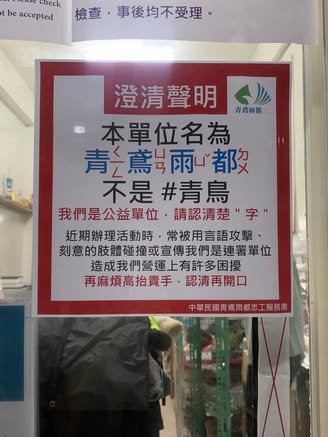 Please check
be accepted
檢查，事後均不受理。
青鳶雨都
澄清聲明
本單位名為
青ㄑㄧㄥ鳶ㄩㄢ雨ㄩˇ都ㄉㄨ
不是 #青鳥
我們是公益單位，請認清楚＂字＂
近期辦理活動時，常被用言語攻擊、
刻意的肢體碰撞或宣傳我們是連署單位
造成我們營運上有許多困擾
再麻煩高抬貴手，認清再開口
中華民國青鳶雨都志工服務團